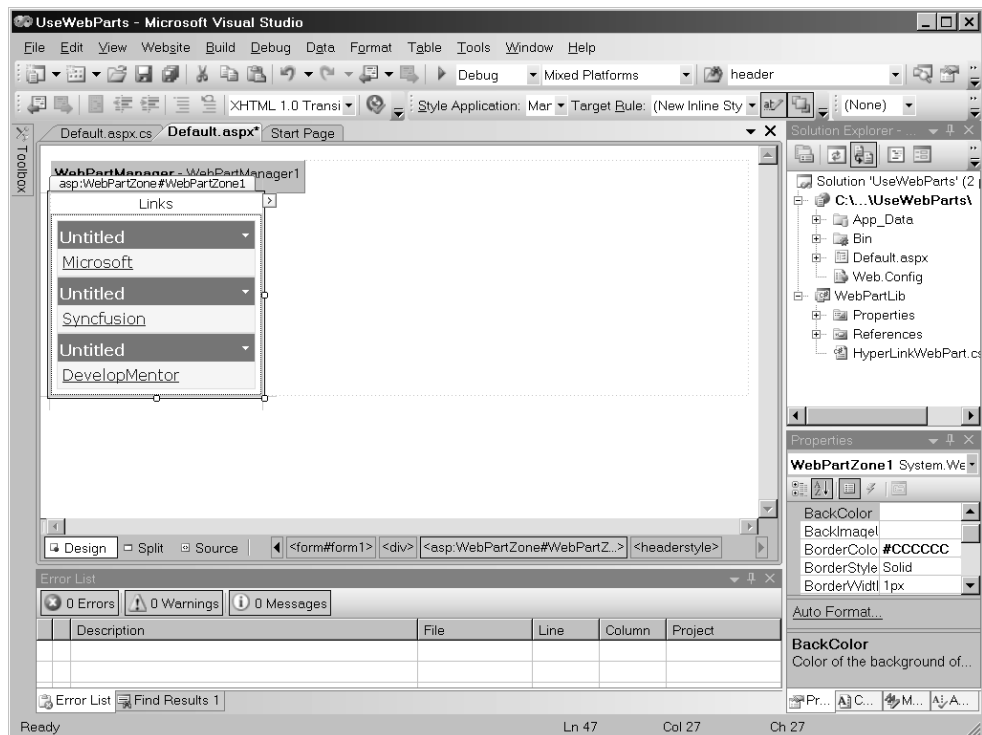 UseWebParts - Microsoft Visual Studio
File Edit View Website Build Debug Data Format Table Tools Window Help
Debug Mixed Platforms header
XHTML 1.0 Transi Style Application: Mar Target Rule: (New Inline Sty (None)
Toolbox
Default.aspx.cs Default.aspx* Start Page
WebPartManager - WebPartManager1
asp:WebPartZone#WebPartZone1
Links
Untitled
Microsoft
Untitled
Syncfusion
Untitled
DevelopMentor
Design Split Source <form#form1> <div> <asp:WebPartZone#WebPartZ...> <headerstyle>
Solution Explorer - ...
Solution 'UseWebParts' (2
C:\...\UseWebParts\
App_Data
Bin
Default.aspx
Web.Config
WebPartLib
Properties
References
HyperLinkWebPart.cs
Properties
WebPartZone1 System.We
BackColor
BackImageU
BorderColo #CCCCCC
BorderStyle Solid
BorderWidtl 1px
Auto Format...
BackColor
Color of the background of...
Pr... C... M... A...
Error List
0 Errors 0 Warnings 0 Messages
Description File Line Column Project
Error List Find Results 1
Ready Ln 47 Col 27 Ch 27